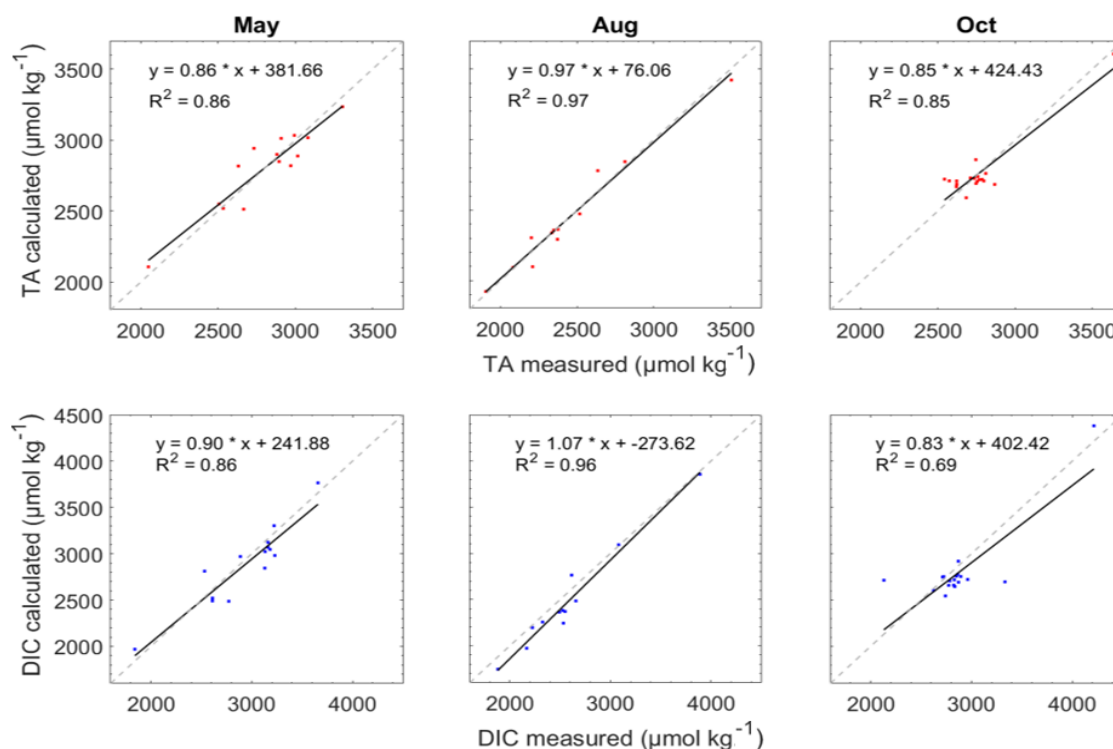 May
Aug
Oct
TA calculated (µmol kg⁻¹)
3500
3000
2500
2000
y = 0.86 * x + 381.66
R² = 0.86
y = 0.97 * x + 76.06
R² = 0.97
y = 0.85 * x + 424.43
R² = 0.85
2000 2500 3000 3500
2000 2500 3000 3500
2000 2500 3000 3500
TA measured (µmol kg⁻¹)
DIC calculated (µmol kg⁻¹)
4500
4000
3500
3000
2500
2000
y = 0.90 * x + 241.88
R² = 0.86
y = 1.07 * x + -273.62
R² = 0.96
y = 0.83 * x + 402.42
R² = 0.69
2000 3000 4000
2000 3000 4000
2000 3000 4000
DIC measured (µmol kg⁻¹)